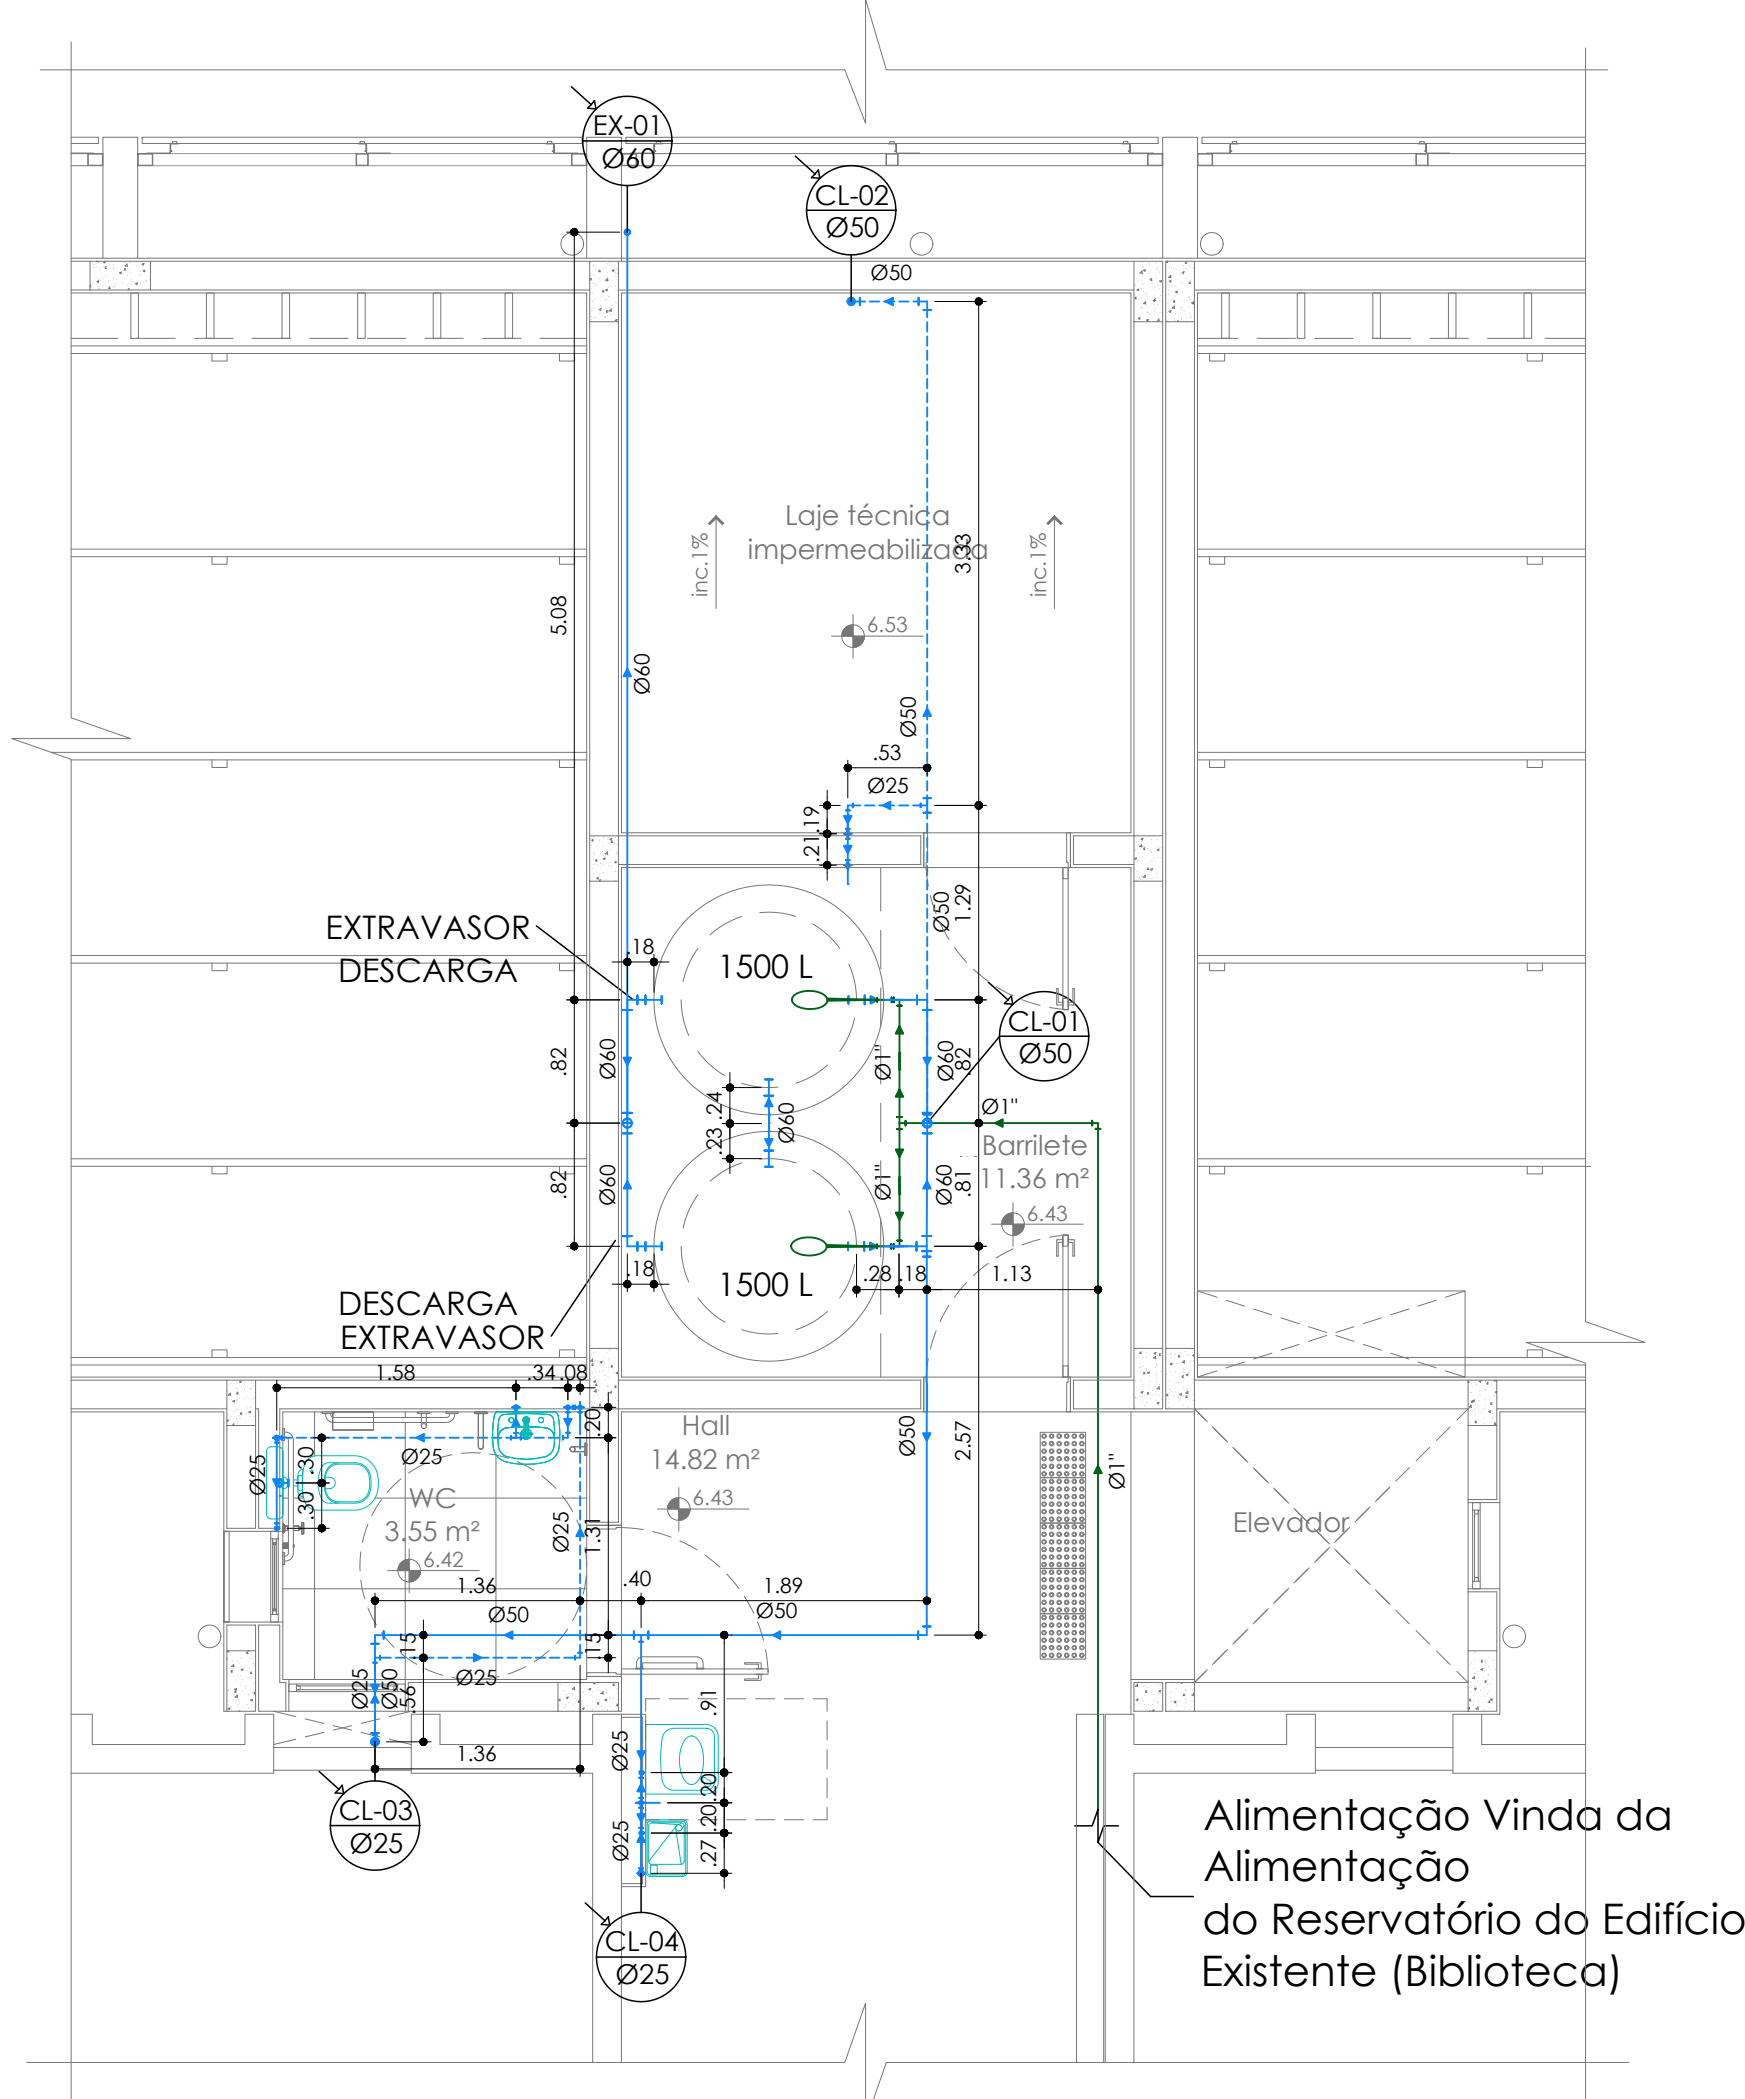 EX-01
Ø60
CL-02
Ø50
Ø50
Laje técnica
impermeabilizada
inc.1%
inc.1%
3.33
6.53
5.08
Ø60
Ø50
.53
Ø25
.19
.21
Ø50
1.29
EXTRAVASOR
DESCARGA
.18
1500 L
CL-01
Ø50
.82
Ø60
Ø1"
Ø60
.82
.24
.23
Ø60
Ø1"
Barrilete
11.36 m²
6.43
.82
Ø60
Ø1"
Ø60
.81
.18
1500 L
.28
.18
1.13
DESCARGA
EXTRAVASOR
1.58
.34
.08
.20
Hall
14.82 m²
6.43
Ø50
2.57
Ø1"
Ø25
.30
.30
Ø25
WC
3.55 m²
6.42
Ø25
1.31
Elevador
1.36
.40
1.89
Ø50
Ø50
.15
.15
Ø25
Ø25
Ø50
.56
1.36
.91
Ø25
.20
.20
Ø25
.27
CL-03
Ø25
CL-04
Ø25
Alimentação Vinda da
Alimentação
do Reservatório do Edifício
Existente (Biblioteca)